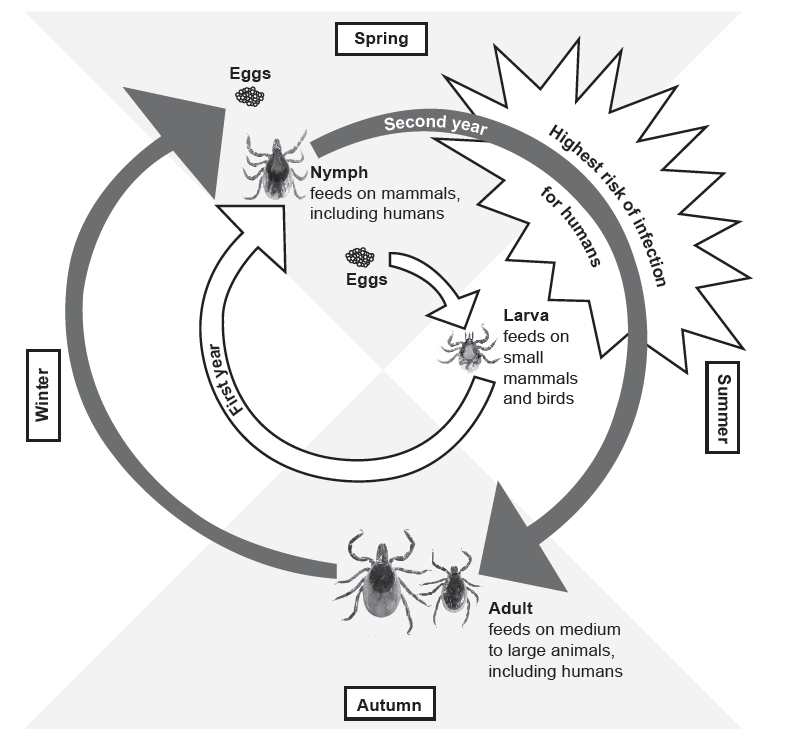 Spring
Eggs
Second year
Highest risk of infection
for humans
Nymph
feeds on mammals,
including humans
Eggs
Larva
feeds on
small
mammals
and birds
First year
Winter
Summer
Adult
feeds on medium
to large animals,
including humans
Autumn